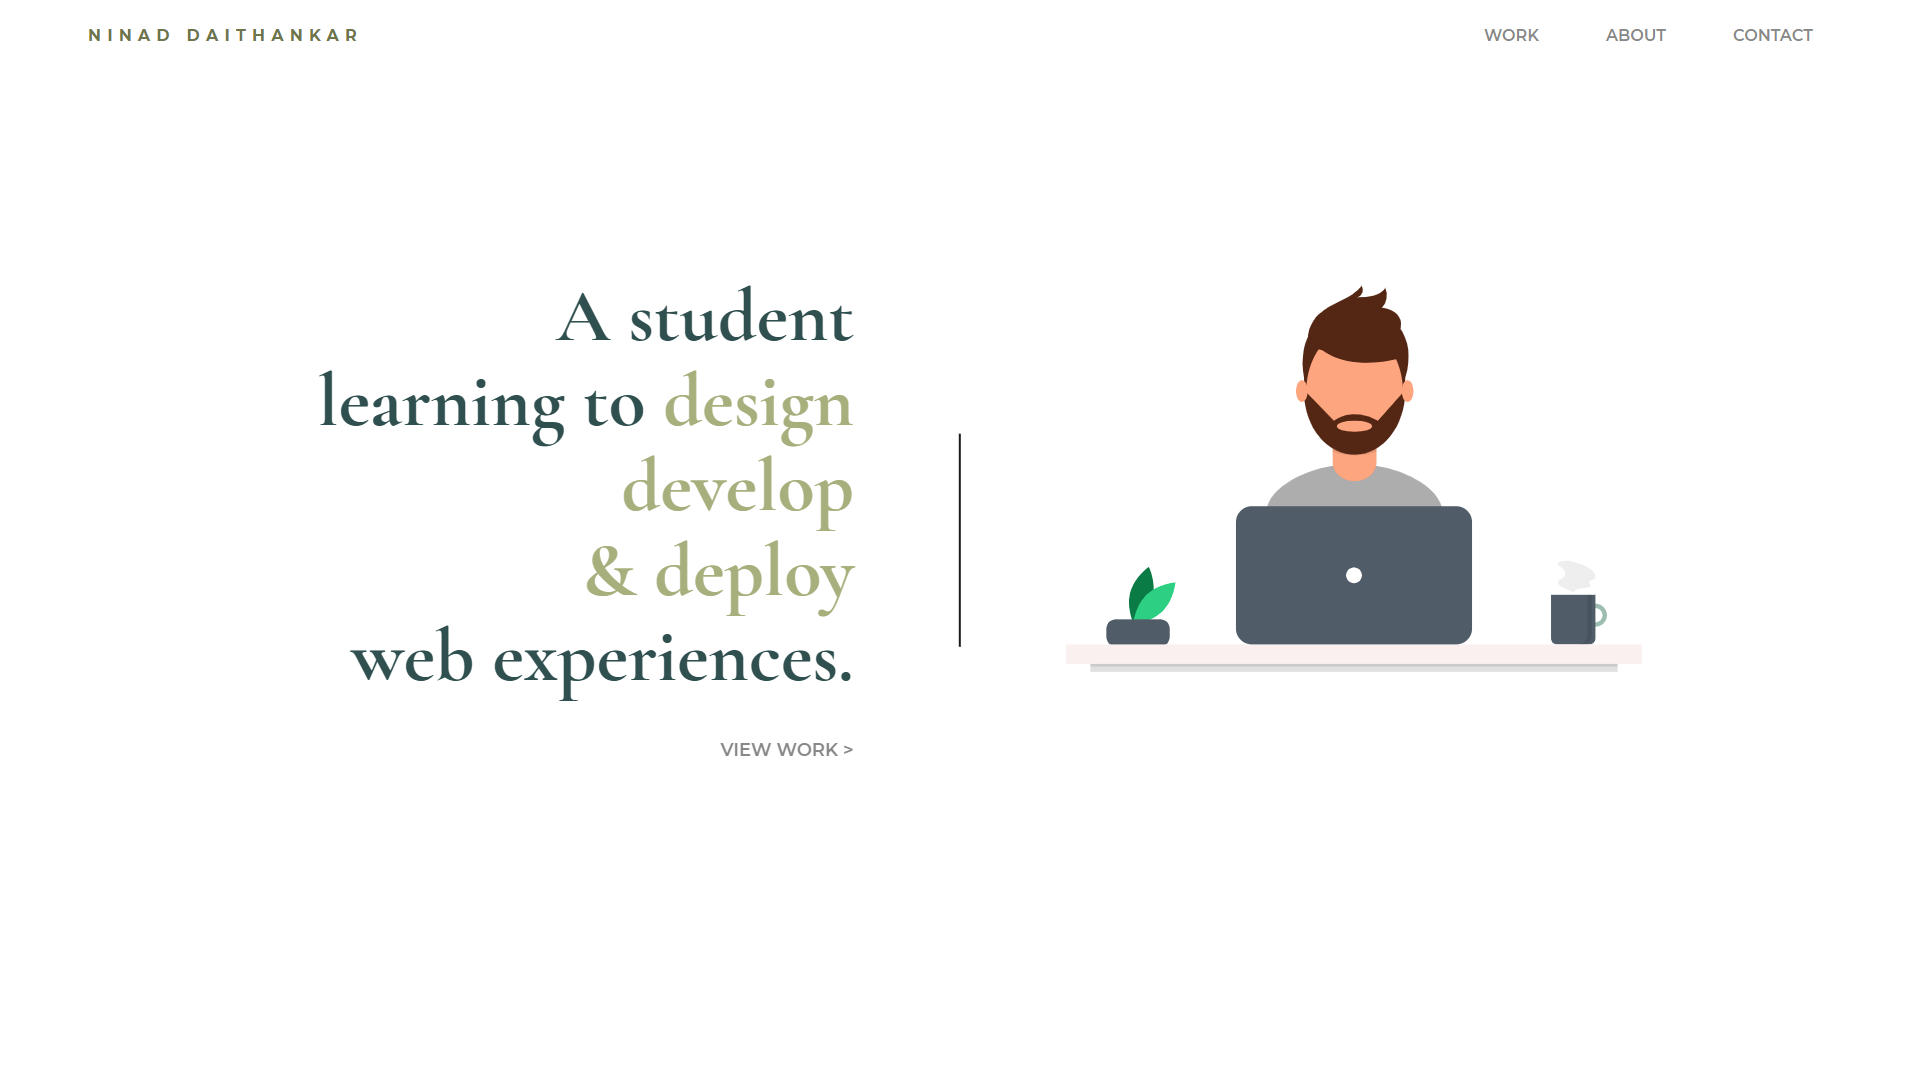 NINAD DAITHANKAR
WORK ABOUT CONTACT
A student
learning to design
develop
& deploy
web experiences.
VIEW WORK >